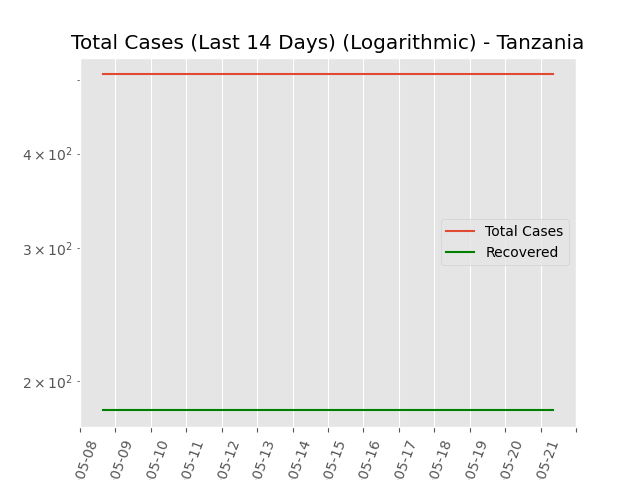 Total Cases (Last 14 Days) (Logarithmic) - Tanzania
4 × 10²
3 × 10²
2 × 10²
Total Cases
Recovered
05-08
05-09
05-10
05-11
05-12
05-13
05-14
05-15
05-16
05-17
05-18
05-19
05-20
05-21